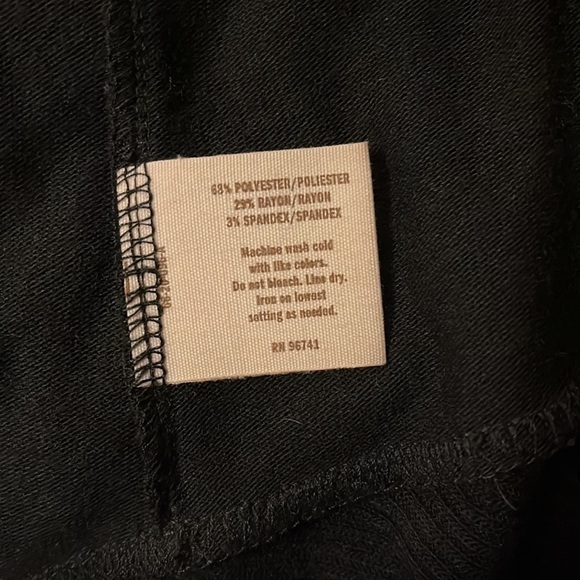 68% POLYESTER/POLIESTER
29% RAYON/RAYON
3% SPANDEX/SPANDEX
Machine wash cold
with like colors.
Do not bleach. Line dry.
Iron on lowest
setting as needed.
RN 96741